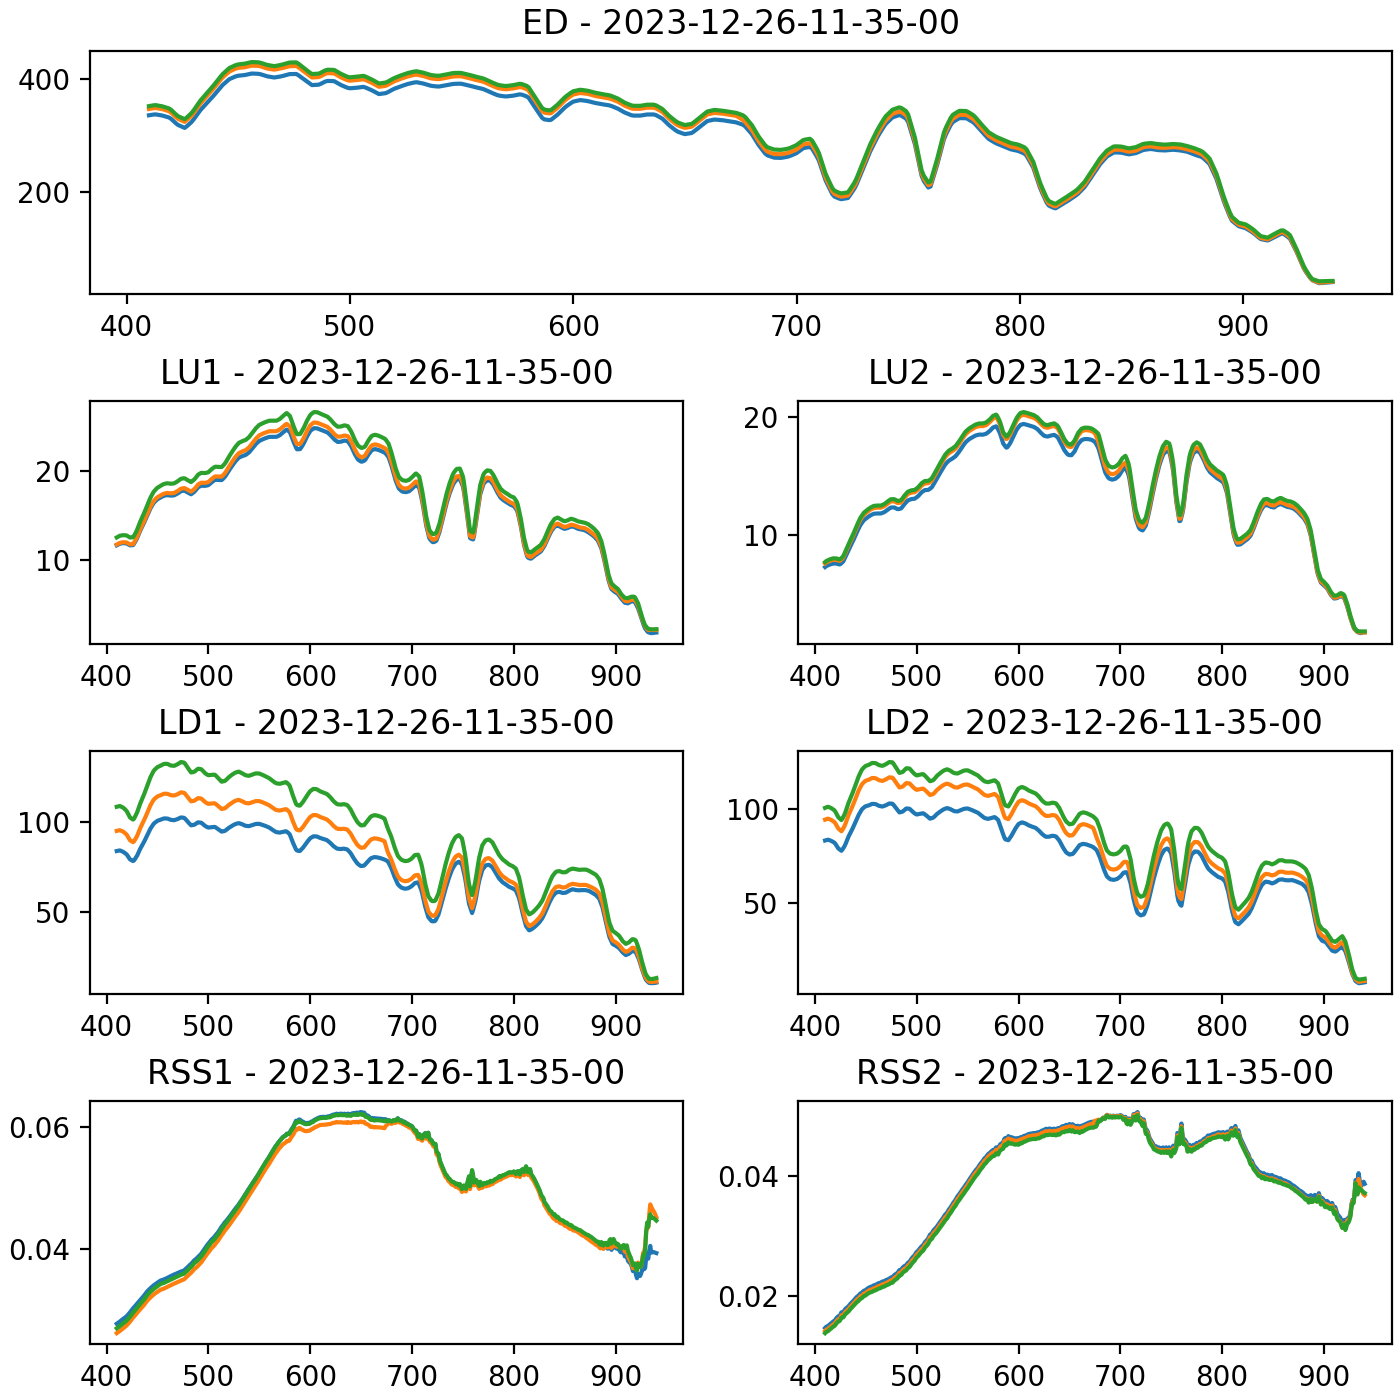 ED - 2023-12-26-11-35-00
400
200
400 500 600 700 800 900
LU1 - 2023-12-26-11-35-00
LU2 - 2023-12-26-11-35-00
20
10
400 500 600 700 800 900
20
10
400 500 600 700 800 900
LD1 - 2023-12-26-11-35-00
LD2 - 2023-12-26-11-35-00
100
50
400 500 600 700 800 900
100
50
400 500 600 700 800 900
RSS1 - 2023-12-26-11-35-00
RSS2 - 2023-12-26-11-35-00
0.06
0.04
400 500 600 700 800 900
0.04
0.02
400 500 600 700 800 900